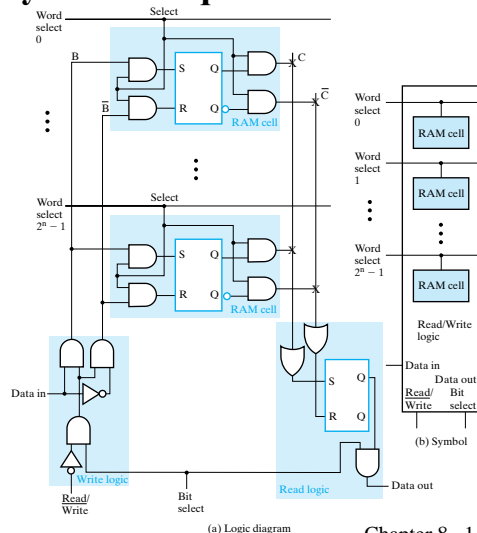 Word
select
0
Select
B
S
Q
C
B
R
Q
C
RAM cell
Word
select
2n − 1
Select
S
Q
R
Q
RAM cell
Data in
Write logic
Read/
Write
Bit
select
S
Q
R
Q
Read logic
Data out
(a) Logic diagram
Word
select
0
RAM cell
Word
select
1
RAM cell
Word
select
2n − 1
RAM cell
Read/Write
logic
Data in
Data out
Read/
Write
Bit
select
(b) Symbol